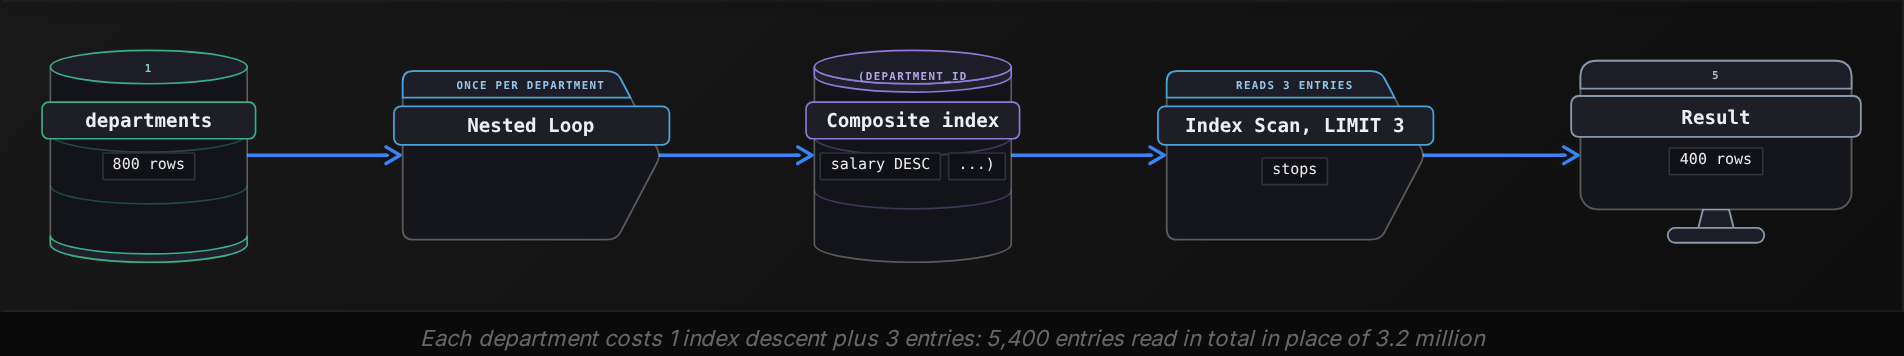 1
departments
800 rows
ONCE PER DEPARTMENT
Nested Loop
(DEPARTMENT_ID
Composite index
salary DESC
...)
READS 3 ENTRIES
Index Scan, LIMIT 3
stops
5
Result
400 rows
Each department costs 1 index descent plus 3 entries: 5,400 entries read in total in place of 3.2 million